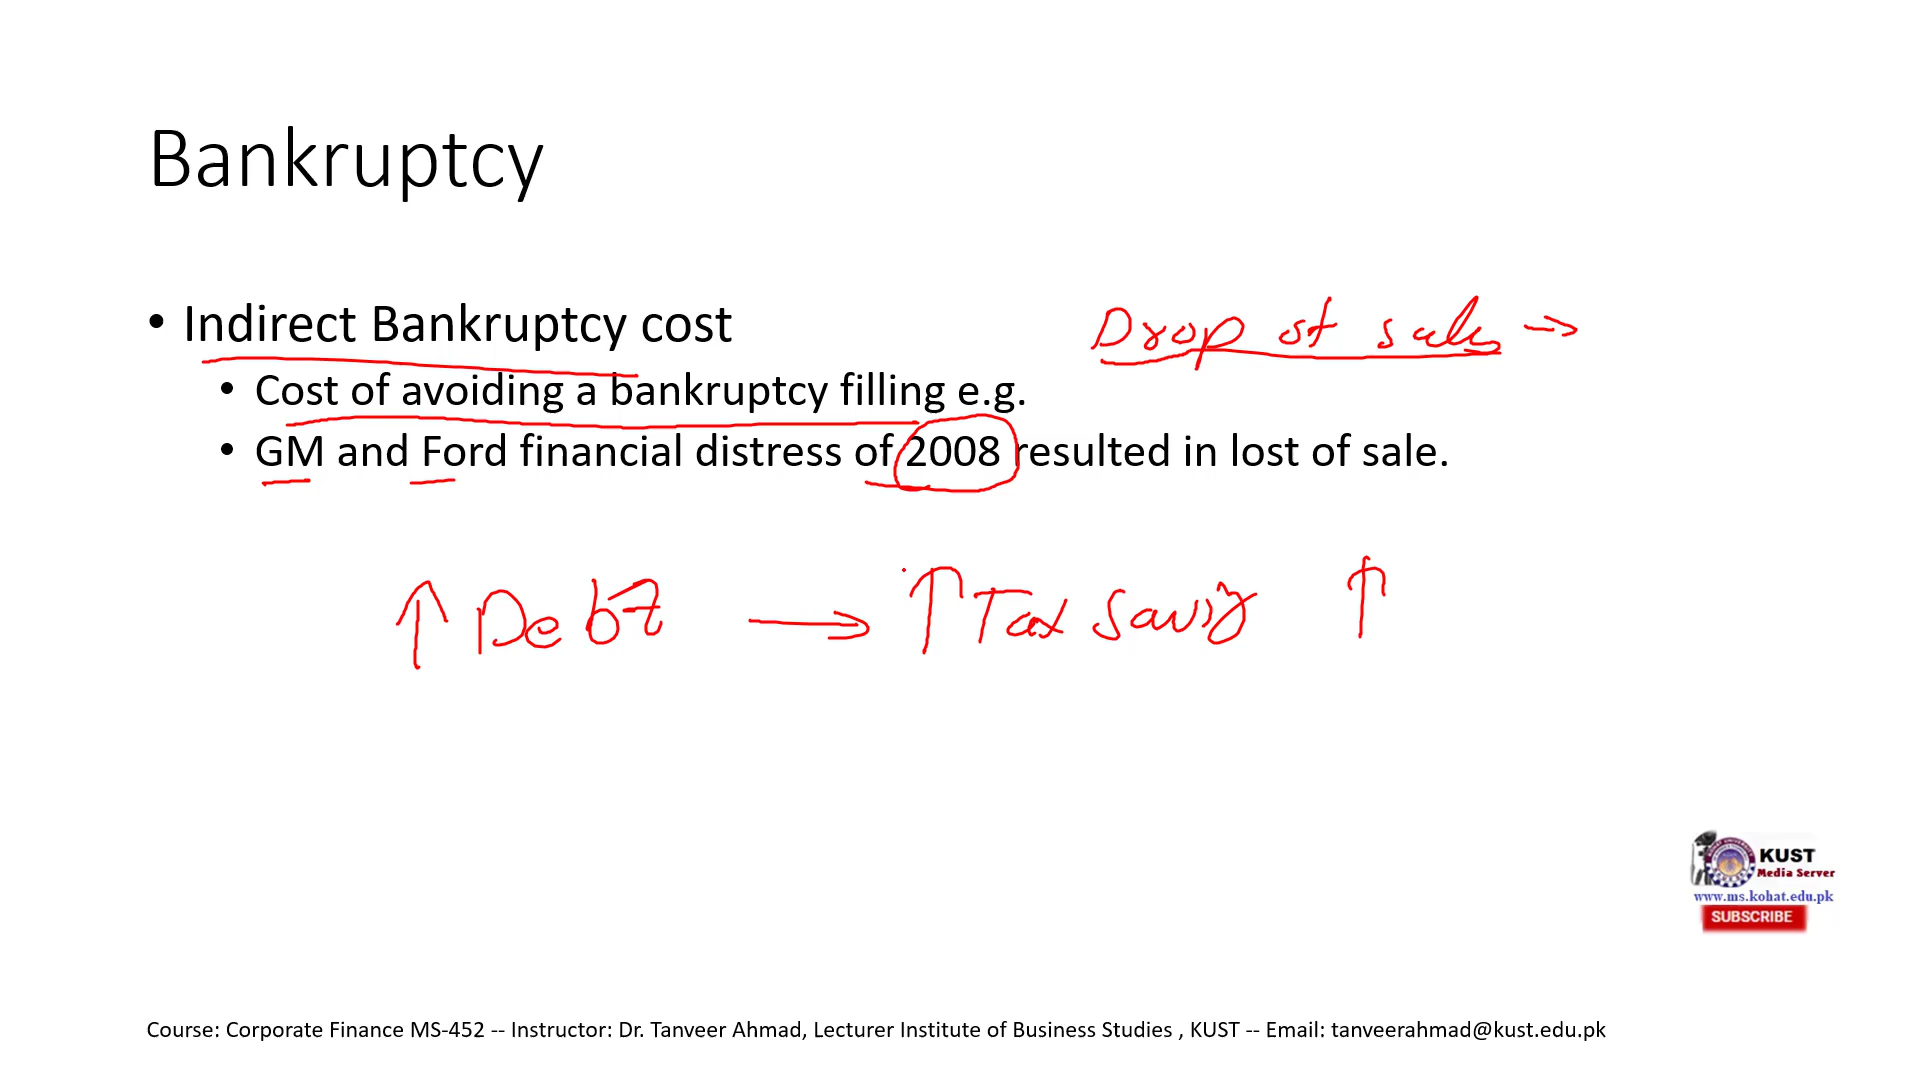 Bankruptcy
• Indirect Bankruptcy cost
Drop of sales →
• Cost of avoiding a bankruptcy filling e.g.
• GM and Ford financial distress of 2008 resulted in lost of sale.
↑ Debt → ↑ Tax Saving ↑
KUST
Media Server
www.ms.kohat.edu.pk
SUBSCRIBE
Course: Corporate Finance MS-452 -- Instructor: Dr. Tanveer Ahmad, Lecturer Institute of Business Studies , KUST -- Email: tanveerahmad@kust.edu.pk